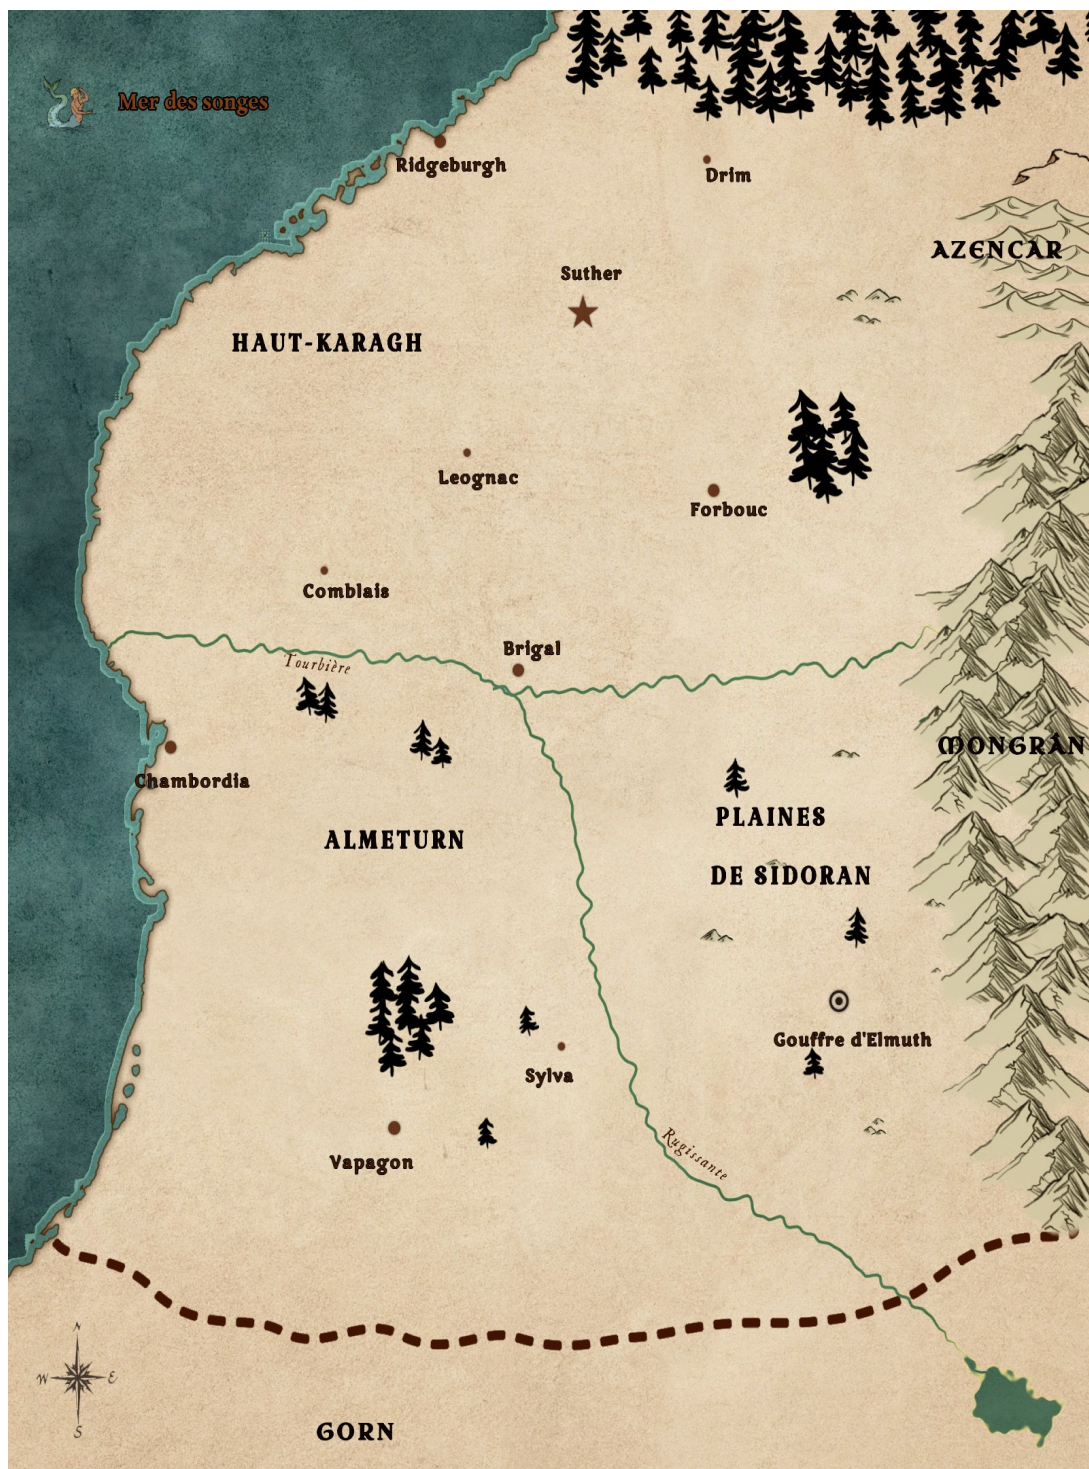 Mer des songes
Ridgeburgh
Drim
AZENCAR
Suther
HAUT-KARAGH
Leognac
Forbouc
Comblais
Brigal
Tourbière
MONGRÁN
Chambordia
PLAINES
ALMETURN
DE SIDORAN
Gouffre d'Elmuth
Sylva
Rugissante
Vapagon
N
W
E
S
GORN